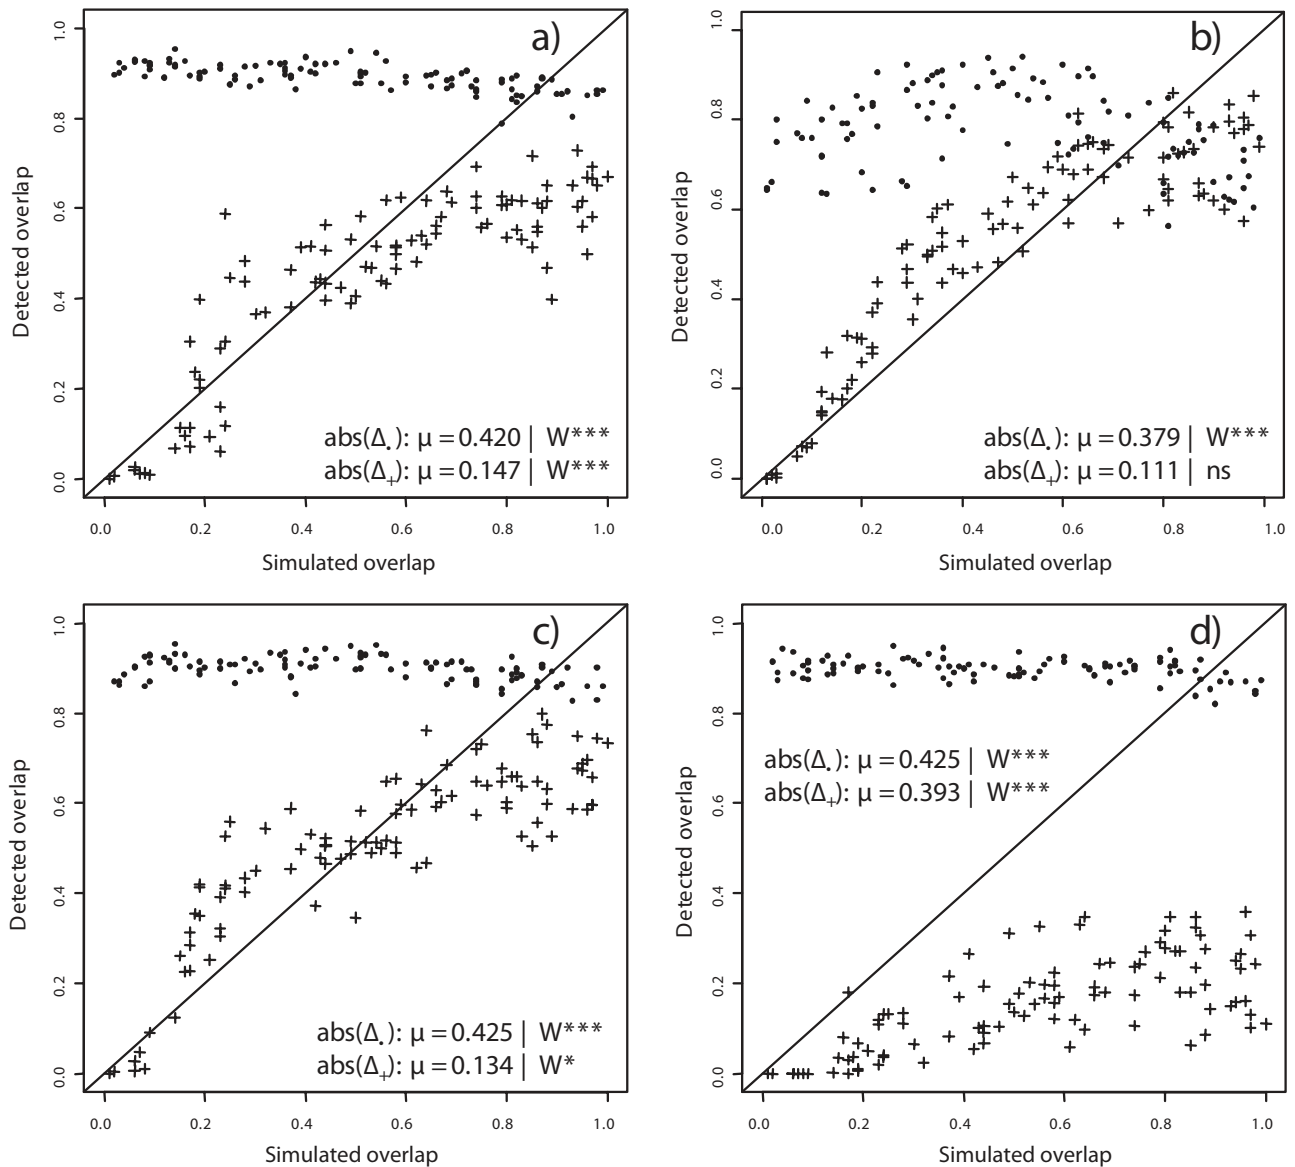 a)
1.0
0.8
0.6
0.4
0.2
0.0
Detected overlap
abs(Δ.): μ = 0.420 | W***
abs(Δ+): μ = 0.147 | W***
0.0 0.2 0.4 0.6 0.8 1.0
Simulated overlap
b)
1.0
0.8
0.6
0.4
0.2
0.0
Detected overlap
abs(Δ.): μ = 0.379 | W***
abs(Δ+): μ = 0.111 | ns
0.0 0.2 0.4 0.6 0.8 1.0
Simulated overlap
c)
1.0
0.8
0.6
0.4
0.2
0.0
Detected overlap
abs(Δ.): μ = 0.425 | W***
abs(Δ+): μ = 0.134 | W*
0.0 0.2 0.4 0.6 0.8 1.0
Simulated overlap
d)
1.0
0.8
0.6
0.4
0.2
0.0
Detected overlap
abs(Δ.): μ = 0.425 | W***
abs(Δ+): μ = 0.393 | W***
0.0 0.2 0.4 0.6 0.8 1.0
Simulated overlap